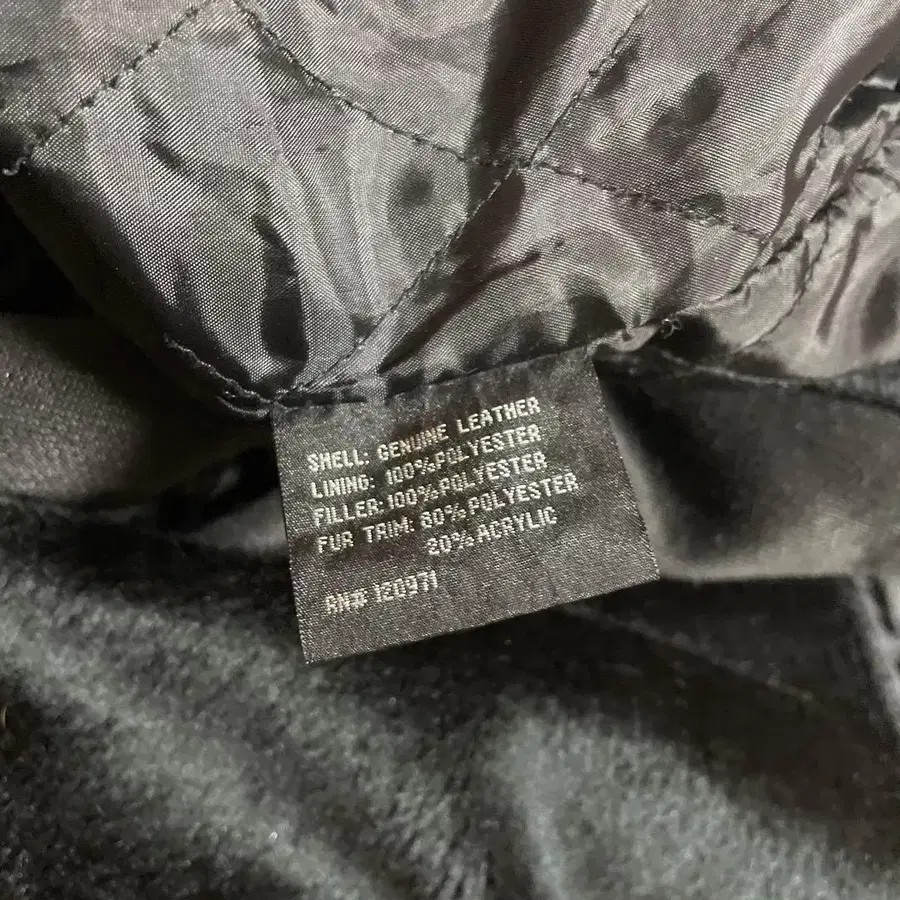 SHELL: GENUINE LEATHER
LINING: 100%POLYESTER
FILLER:100%POLYESTER
FUR TRIM: 80%POLYESTER
20%ACRYLIC
RN# 120971